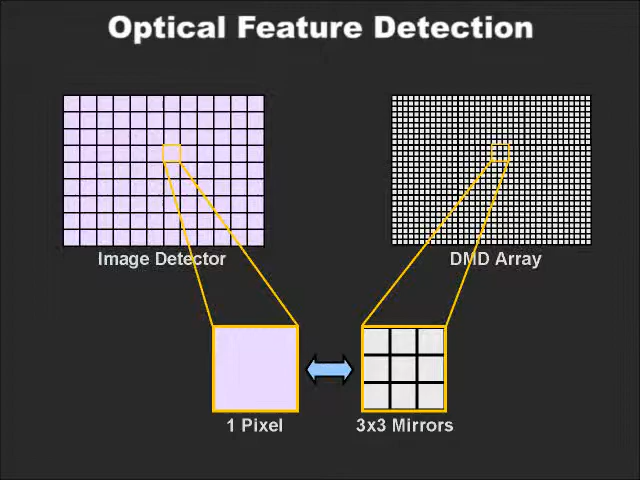 Optical Feature Detection
Image Detector
DMD Array
1 Pixel
3x3 Mirrors